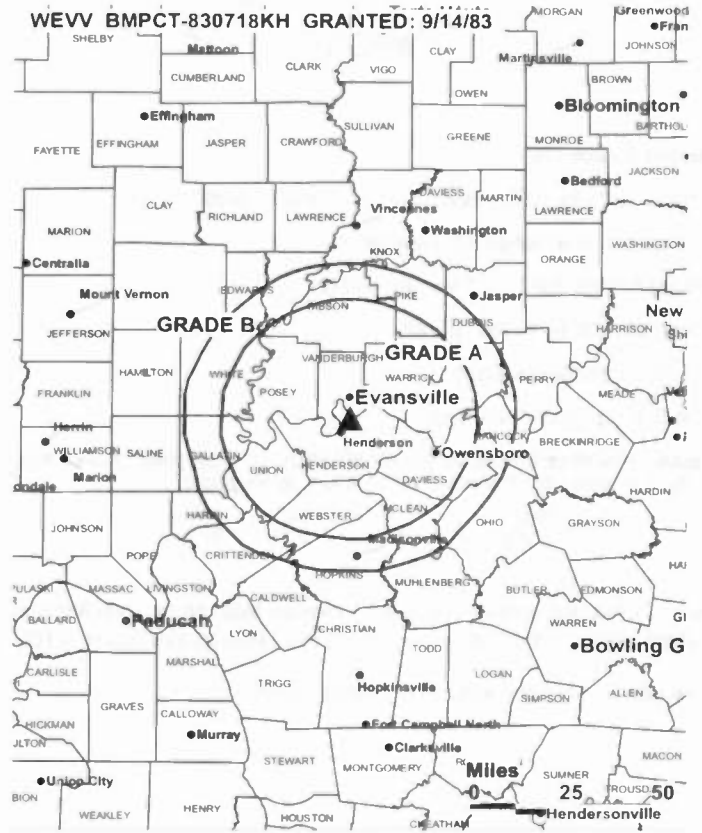 WEVV BMPCT-830718KH GRANTED: 9/14/83
MORGAN
Greenwood
SHELBY
Mattoon
CLARK
VIGO
CLAY
Martinsville
JOHNSON
CUMBERLAND
OWEN
BROWN
Effingham
Bloomington
FAYETTE
EFFINGHAM
JASPER
CRAWFORD
SULLIVAN
GREENE
MONROE
Bedford
JACKSON
CLAY
RICHLAND
LAWRENCE
Vincennes
DAVIESS
MARTIN
LAWRENCE
MARION
Washington
WASHINGTON
Centralia
KNOX
ORANGE
Mount Vernon
EDWARDS
GIBSON
PIKE
Jasper
DUBOIS
New
JEFFERSON
GRADE B
HARRISON
GRADE A
VANDERBURGH
WARRICK
HAMILTON
WHITE
POSEY
PERRY
MEADE
FRANKLIN
Evansville
Herrin
WILLIAMSON
SALINE
GALLATIN
Henderson
HANCOCK
BRECKINRIDGE
Marion
UNION
HENDERSON
Owensboro
DAVIESS
HARDIN
JOHNSON
HARDIN
WEBSTER
MCLEAN
OHIO
GRAYSON
POPE
CRITTENDEN
Madisonville
HOPKINS
MUHLENBERG
PULASKI
MASSAC
LIVINGSTON
CALDWELL
BUTLER
EDMONSON
BALLARD
Paducah
LYON
CHRISTIAN
TODD
WARREN
Bowling G
CARLISLE
MARSHAL
TRIGG
Hopkinsville
LOGAN
SIMPSON
ALLEN
GRAVES
CALLOWAY
HICKMAN
Murray
Fort Campbell North
Clarksville
STEWART
MONTGOMERY
Miles
SUMNER
MACON
Union City
0 25 50
TROUSD
WEAKLEY
HENRY
HOUSTON
CHEATHAM
Hendersonville